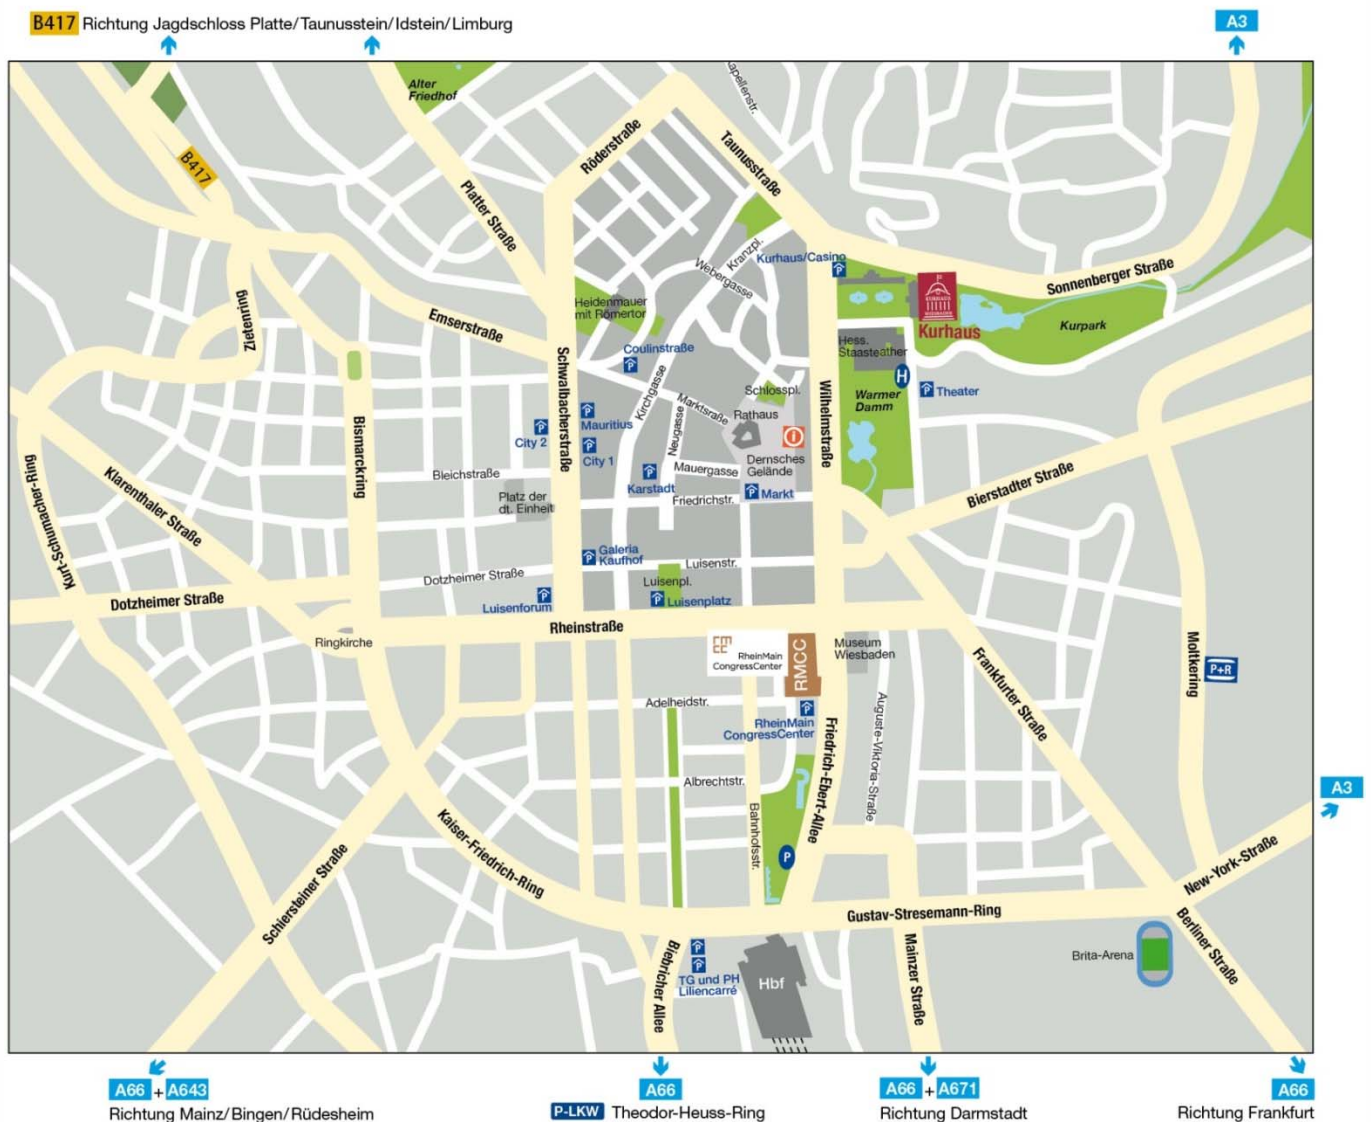 B417 Richtung Jagdschloss Platte/Taunusstein/Idstein/Limburg
A3
Alter
Friedhof
apellenstr.
B417
Röderstraße
Taunusstraße
Platter Straße
Kranzpl.
Webergasse
Kurhaus/Casino
Sonnenberger Straße
KURHAUS
WIESBADEN
Kurhaus
Kurpark
Zietenring
Emserstraße
Heidenmauer
mit Römertor
Hess.
Staasteather
Coulinstraße
Schwalbacherstraße
Kirchgasse
Marktsraße
Neugasse
Schlosspl.
Rathaus
Wilhelmstraße
Warmer
Damm
H
Theater
Mauritius
City 2
City 1
Bismarckring
Bleichstraße
Karstadt
Mauergasse
Dernsches
Gelände
Markt
Friedrichstr.
Bierstadter Straße
Platz der
dt. Einheit
Klarenthaler Straße
Kurt-Schumacher-Ring
Galeria
Kaufhof
Luisenstr.
Dotzheimer Straße
Dotzheimer Straße
Luisenpl.
Luisenplatz
Luisenforum
Rheinstraße
Ringkirche
RheinMain
CongressCenter
RMCC
Museum
Wiesbaden
Moltkering
P+R
Frankfurter Straße
Adelheidstr.
RheinMain
CongressCenter
Friedrich-Ebert-Allee
Auguste-Viktoria-Straße
Albrechtstr.
Bahnhofsstr.
A3
P
Kaiser-Friedrich-Ring
Schiersteiner Straße
New-York-Straße
Gustav-Stresemann-Ring
Berliner Straße
Brita-Arena
Biebricher Allee
TG und PH
Liliencarré
Hbf
Mainzer Straße
A66 + A643
Richtung Mainz/Bingen/Rüdesheim
A66
P-LKW Theodor-Heuss-Ring
A66 + A671
Richtung Darmstadt
A66
Richtung Frankfurt